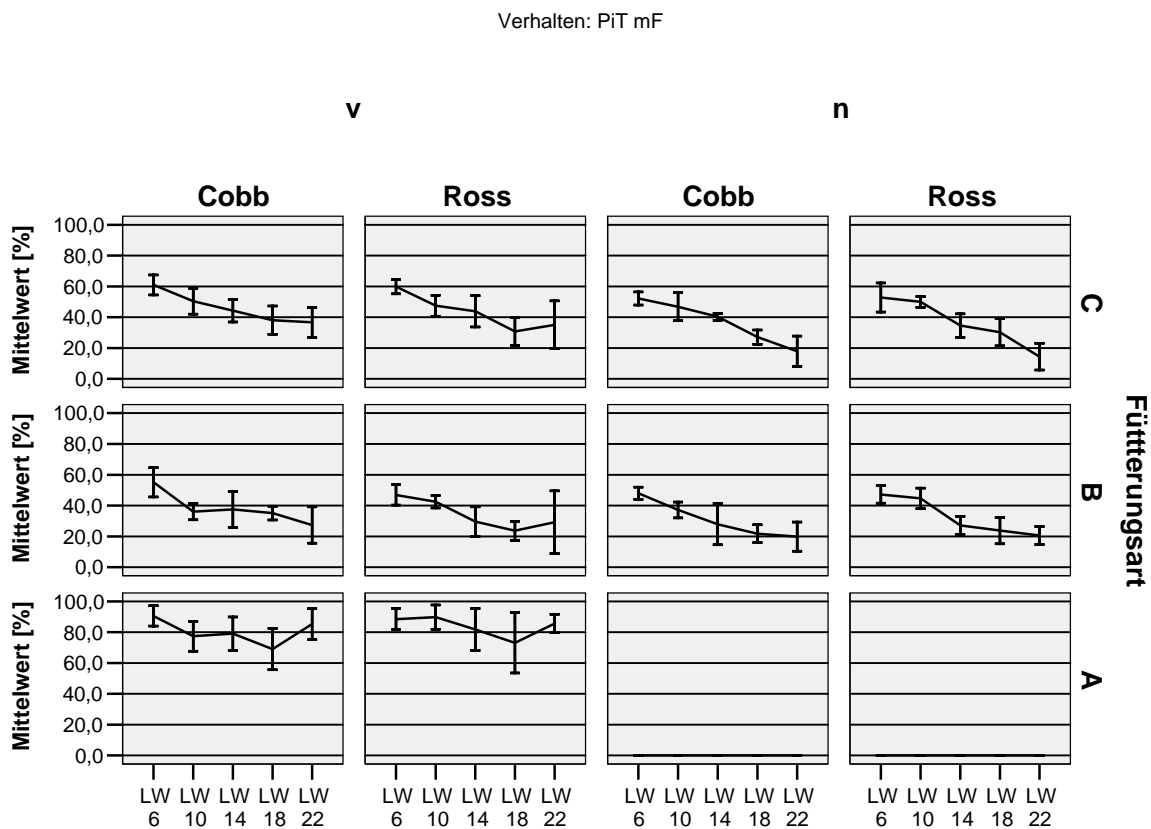 Verhalten: PiT mF
v n
Cobb Ross Cobb Ross
Mittelwert [%]
100,0
80,0
60,0
40,0
20,0
0,0
C
Mittelwert [%]
100,0
80,0
60,0
40,0
20,0
0,0
B
Mittelwert [%]
100,0
80,0
60,0
40,0
20,0
0,0
A
Füttterungsart
LW LW LW LW LW LW LW LW LW LW LW LW LW LW LW LW LW LW LW LW
6 10 14 18 22 6 10 14 18 22 6 10 14 18 22 6 10 14 18 22